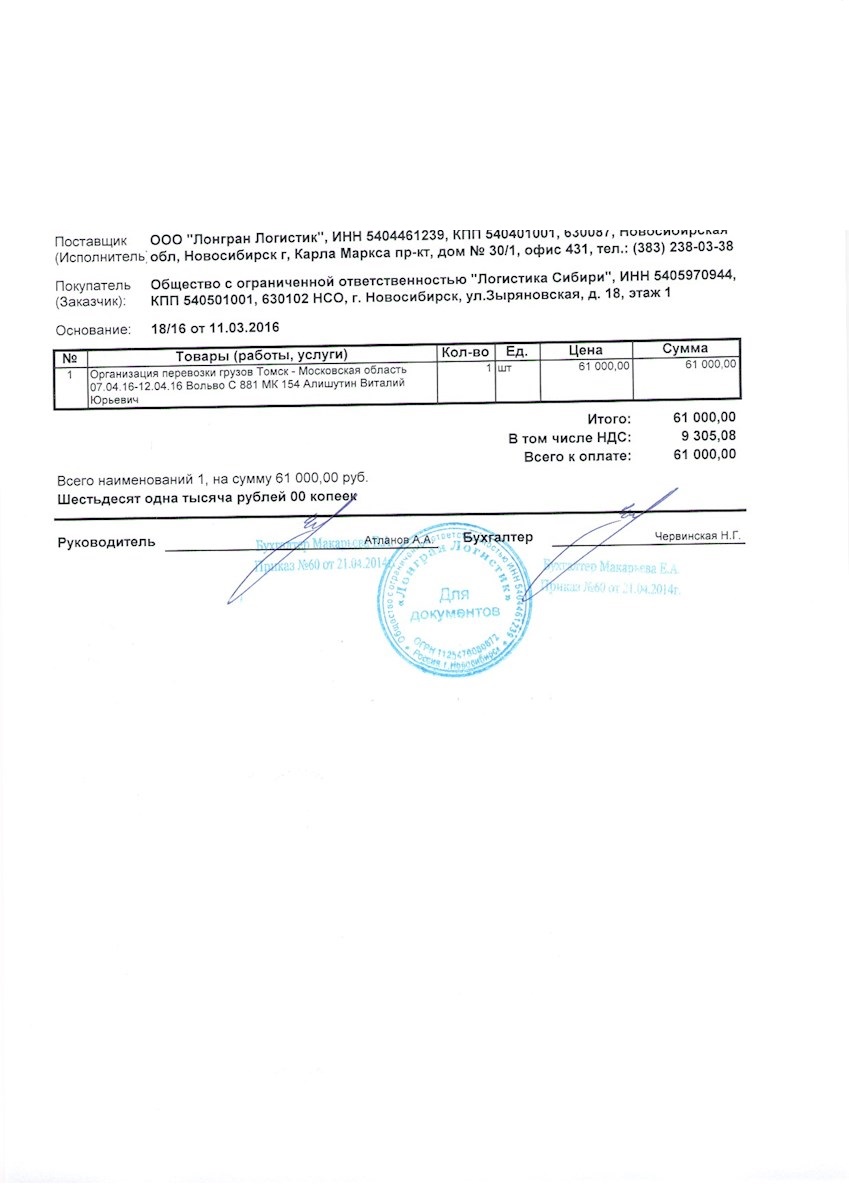 Поставщик
(Исполнитель)
ООО "Лонгран Логистик", ИНН 5404461239, КПП 540401001, 630087, Новосибирская
обл, Новосибирск г, Карла Маркса пр-кт, дом № 30/1, офис 431, тел.: (383) 238-03-38
Покупатель
(Заказчик):
Общество с ограниченной ответственностью "Логистика Сибири", ИНН 5405970944,
КПП 540501001, 630102 НСО, г. Новосибирск, ул.Зыряновская, д. 18, этаж 1
Основание: 18/16 от 11.03.2016
№ Товары (работы, услуги) Кол-во Ед. Цена Сумма
1 Организация перевозки грузов Томск - Московская область 1 шт 61 000,00 61 000,00
07.04.16-12.04.16 Вольво С 881 МК 154 Алишутин Виталий
Юрьевич
Итого: 61 000,00
В том числе НДС: 9 305,08
Всего к оплате: 61 000,00
Всего наименований 1, на сумму 61 000,00 руб.
Шестьдесят одна тысяча рублей 00 копеек
Руководитель Атланов А.А. Бухгалтер Червинская Н.Г.
Бухгалтер Макарьева
Приказ №60 от 21.04.2014г.
Бухгалтер Макарьева Е.А.
Приказ №60 от 21.04.2014г.
Общество с ограниченной ответственностью ИНН 5404461239
«Лонгран Логистик»
Для
документов
Россия г. Новосибирск